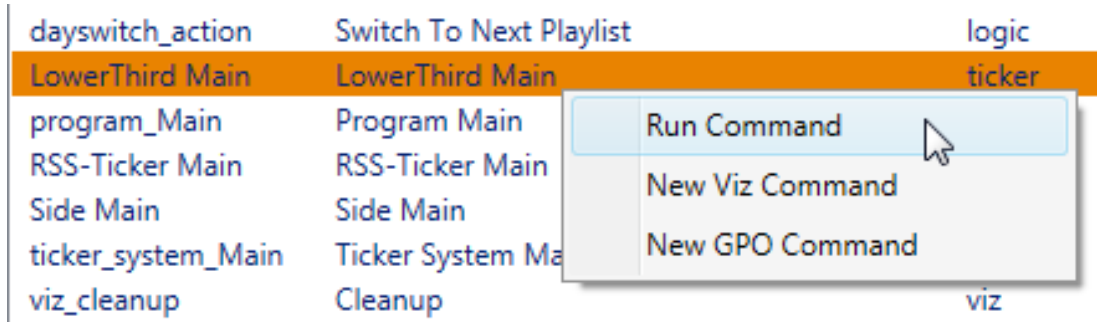 dayswitch_action Switch To Next Playlist logic
LowerThird Main LowerThird Main ticker
program_Main Program Main Run Command
RSS-Ticker Main RSS-Ticker Main
Side Main Side Main New Viz Command
ticker_system_Main Ticker System Ma New GPO Command
viz_cleanup Cleanup viz